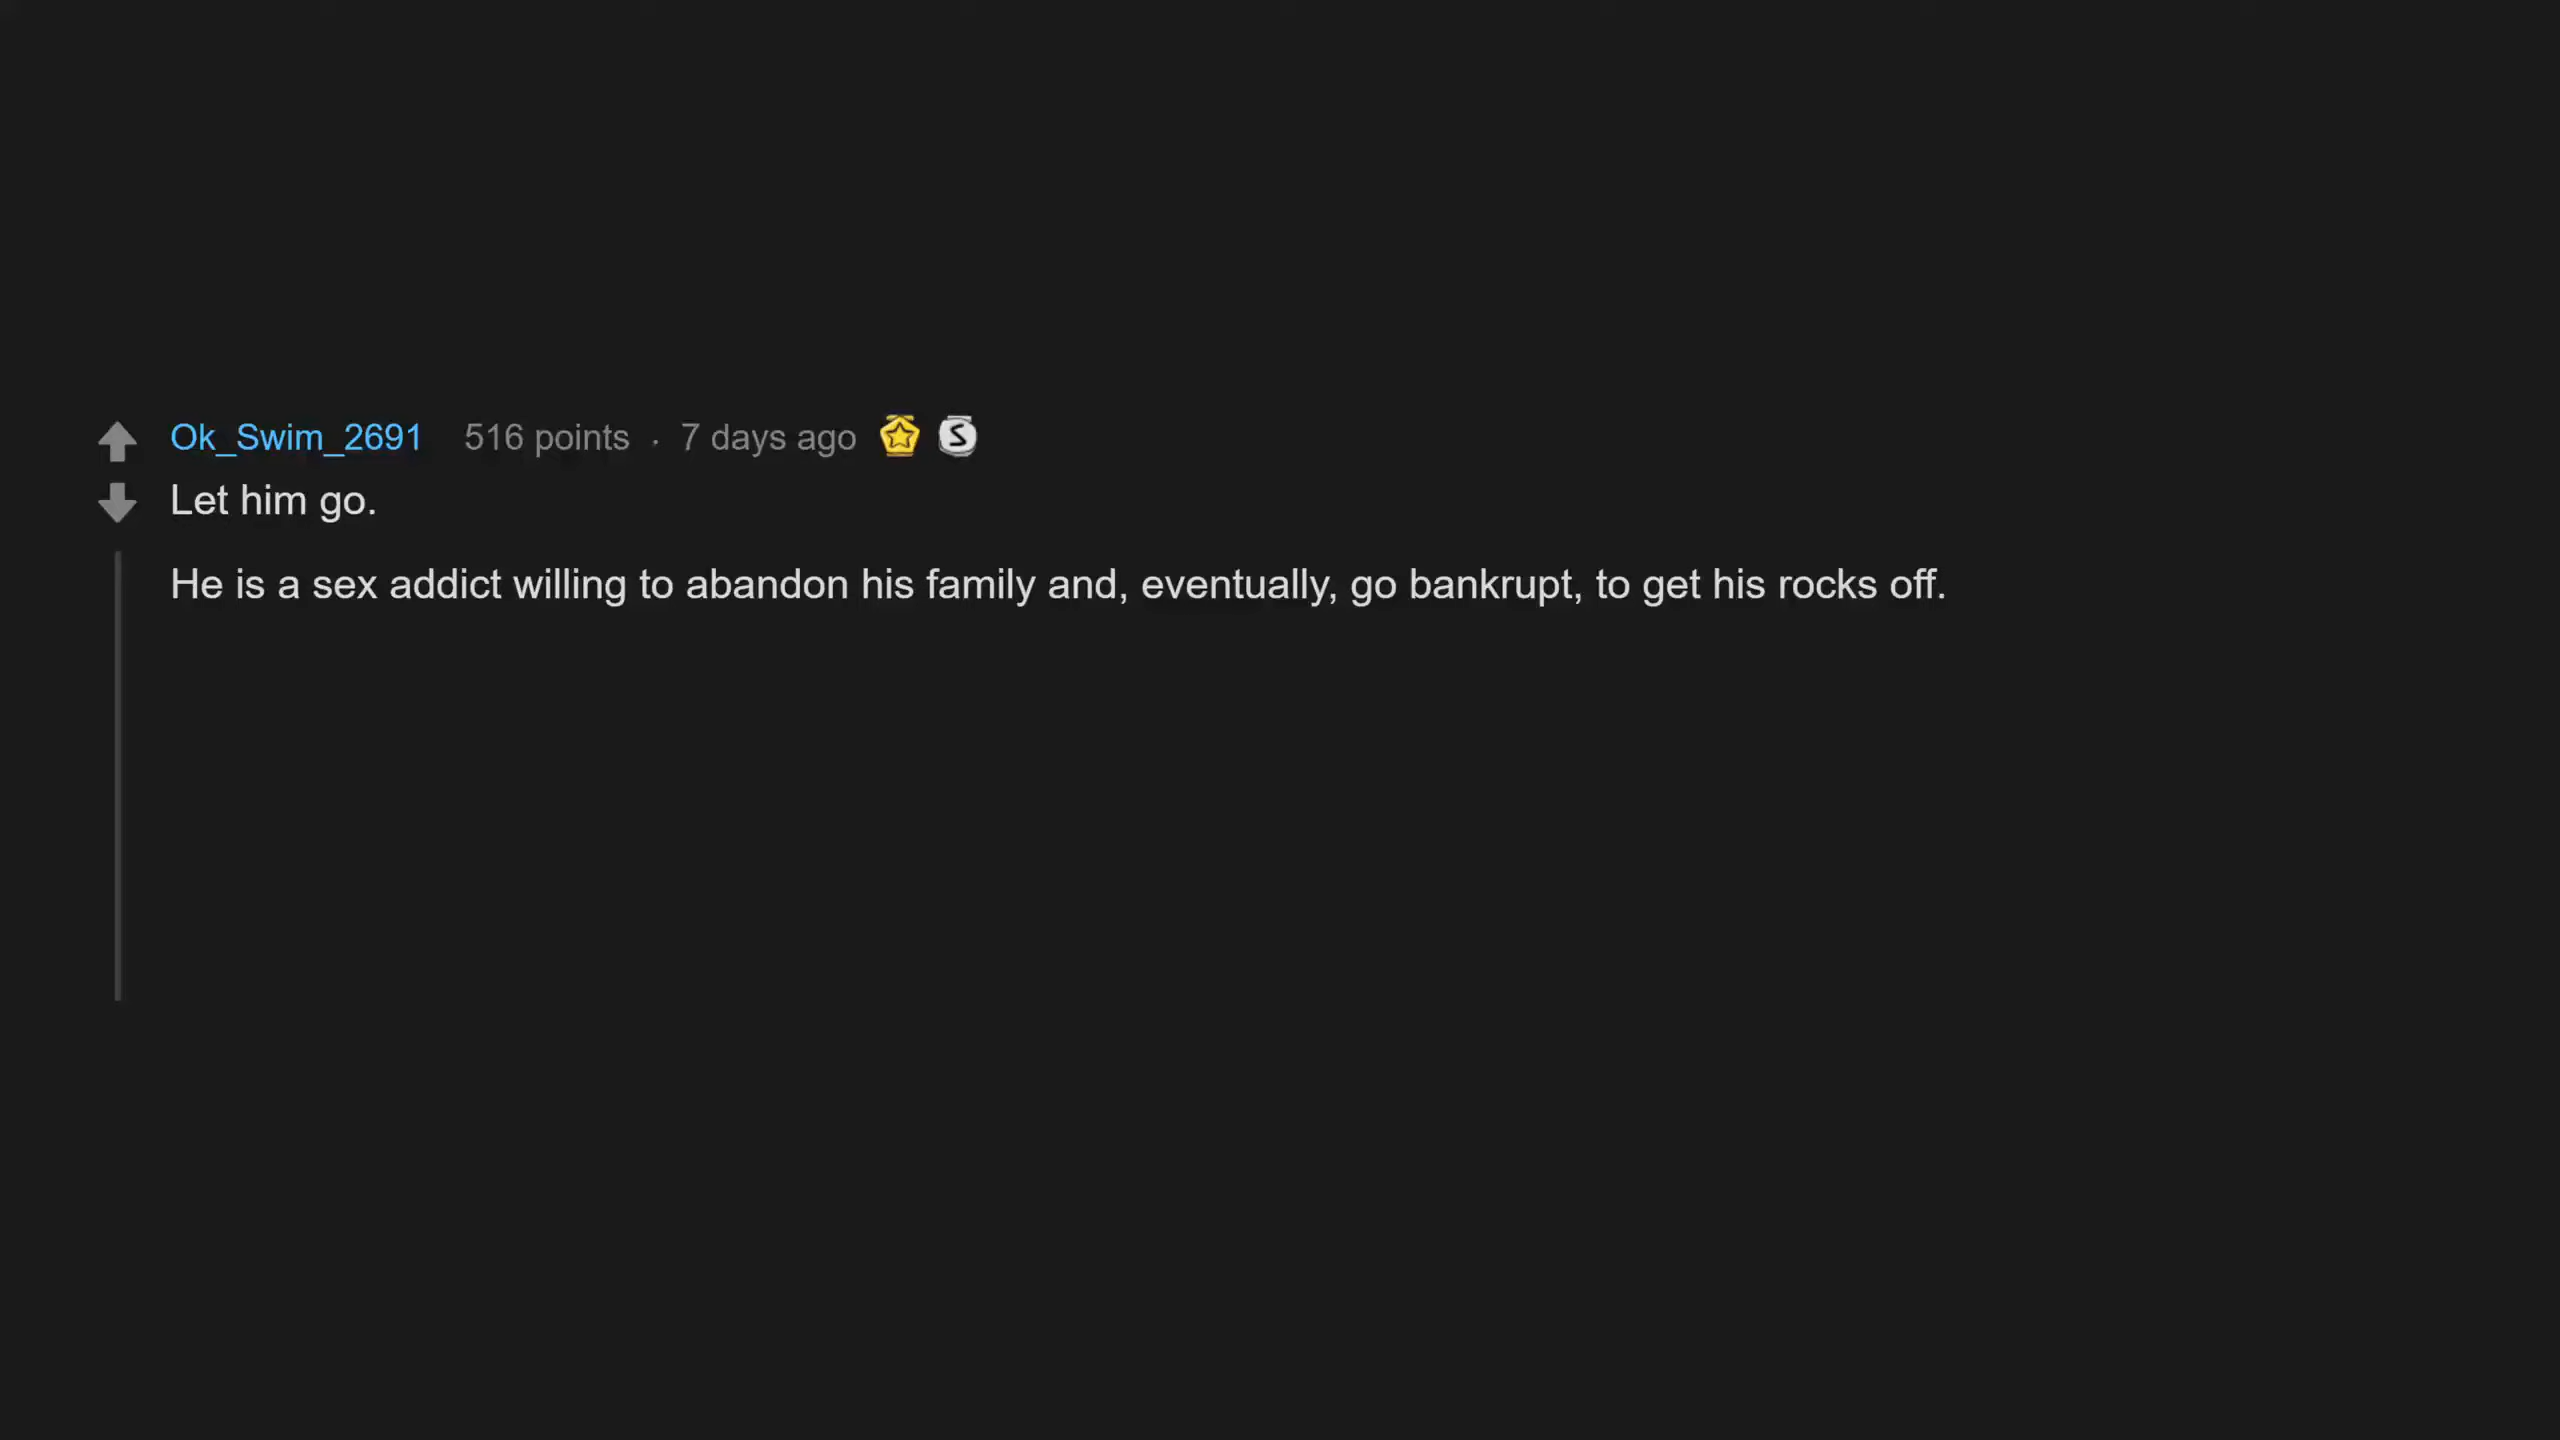 Ok_Swim_2691 516 points · 7 days ago
Let him go.
He is a sex addict willing to abandon his family and, eventually, go bankrupt, to get his rocks off.